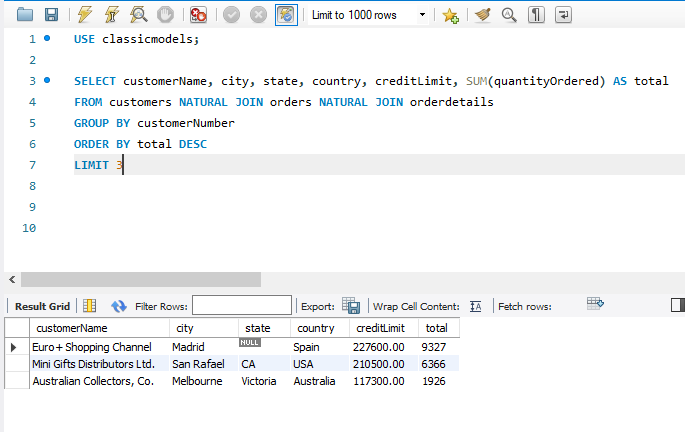 Limit to 1000 rows
1 USE classicmodels;
2
3 SELECT customerName, city, state, country, creditLimit, SUM(quantityOrdered) AS total
4 FROM customers NATURAL JOIN orders NATURAL JOIN orderdetails
5 GROUP BY customerNumber
6 ORDER BY total DESC
7 LIMIT 3
8
9
10
Result Grid Filter Rows: Export: Wrap Cell Content: IA Fetch rows:
customerName city state country creditLimit total
Euro+ Shopping Channel Madrid NULL Spain 227600.00 9327
Mini Gifts Distributors Ltd. San Rafael CA USA 210500.00 6366
Australian Collectors, Co. Melbourne Victoria Australia 117300.00 1926